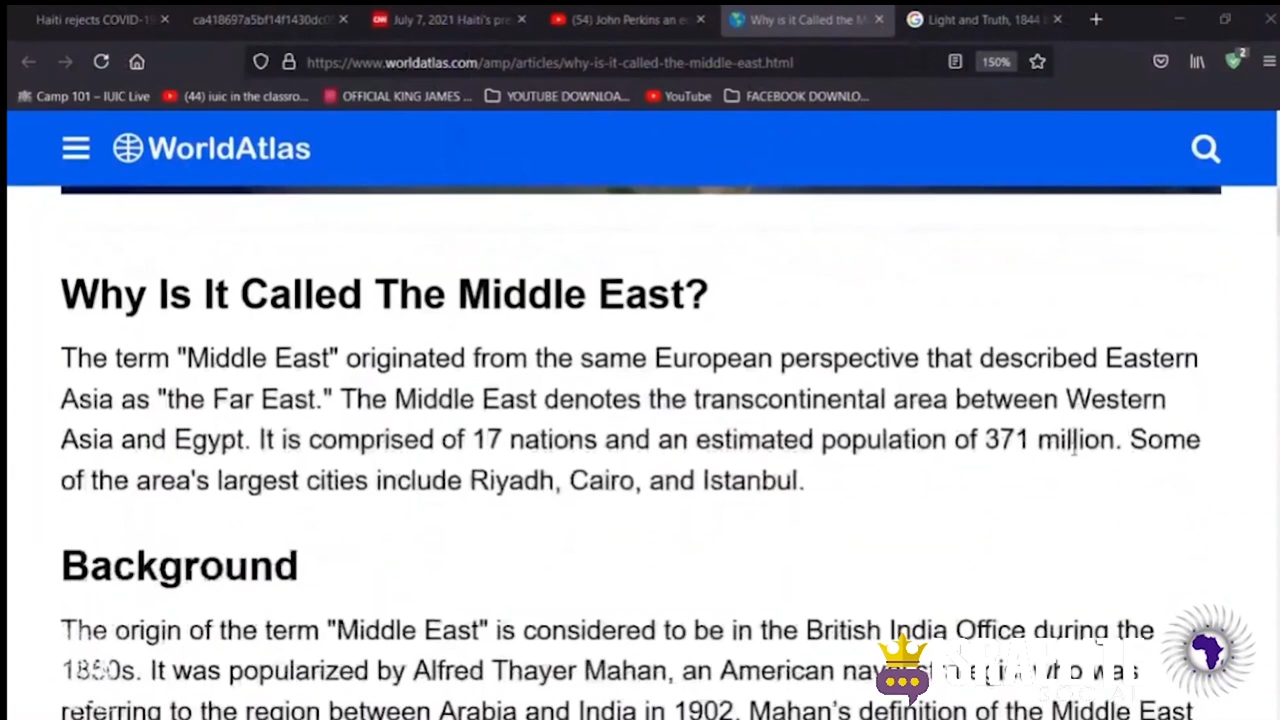 Haiti rejects COVID-1
ca418697a5bf14f1430dc0
July 7, 2021 Haiti's pre
(54) John Perkins an e
Why is it Called the M
Light and Truth, 1844
https://www.worldatlas.com/amp/articles/why-is-it-called-the-middle-east.html
150%
2
Camp 101 – IUIC Live
(44) iuic in the classro...
OFFICIAL KING JAMES ...
YOUTUBE DOWNLOA...
YouTube
FACEBOOK DOWNLO...
WorldAtlas
Why Is It Called The Middle East?
The term "Middle East" originated from the same European perspective that described Eastern
Asia as "the Far East." The Middle East denotes the transcontinental area between Western
Asia and Egypt. It is comprised of 17 nations and an estimated population of 371 million. Some
of the area's largest cities include Riyadh, Cairo, and Istanbul.
Background
The origin of the term "Middle East" is considered to be in the British India Office during the
1850s. It was popularized by Alfred Thayer Mahan, an American naval strategist who was
referring to the region between Arabia and India in 1902. Mahan's definition of the Middle East
SOCIAL